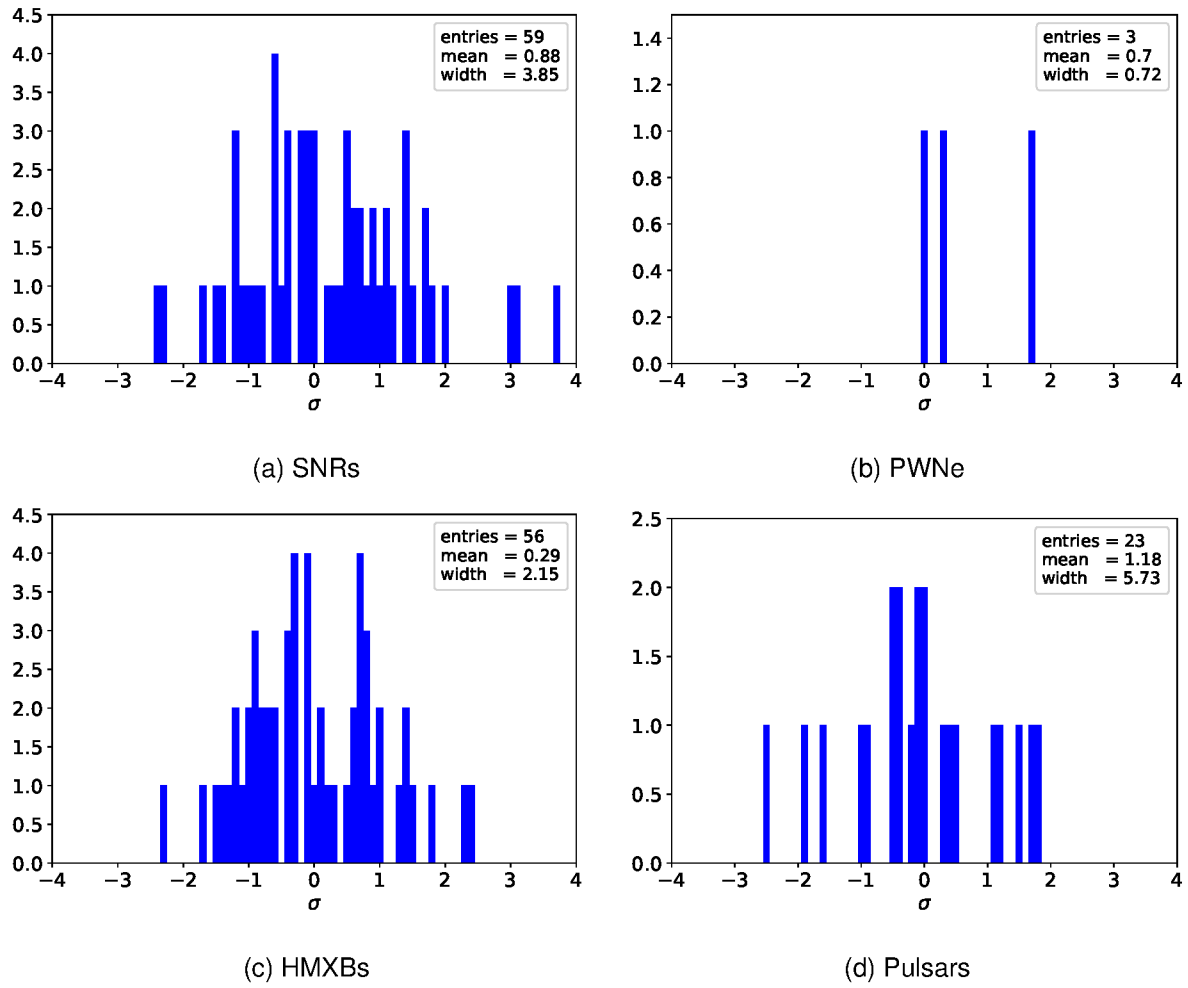 4.5
4.0
3.5
3.0
2.5
2.0
1.5
1.0
0.5
0.0
−4 −3 −2 −1 0 1 2 3 4
σ
entries = 59
mean = 0.88
width = 3.85
(a) SNRs
1.4
1.2
1.0
0.8
0.6
0.4
0.2
0.0
−4 −3 −2 −1 0 1 2 3 4
σ
entries = 3
mean = 0.7
width = 0.72
(b) PWNe
4.5
4.0
3.5
3.0
2.5
2.0
1.5
1.0
0.5
0.0
−4 −3 −2 −1 0 1 2 3 4
σ
entries = 56
mean = 0.29
width = 2.15
(c) HMXBs
2.5
2.0
1.5
1.0
0.5
0.0
−4 −3 −2 −1 0 1 2 3 4
σ
entries = 23
mean = 1.18
width = 5.73
(d) Pulsars